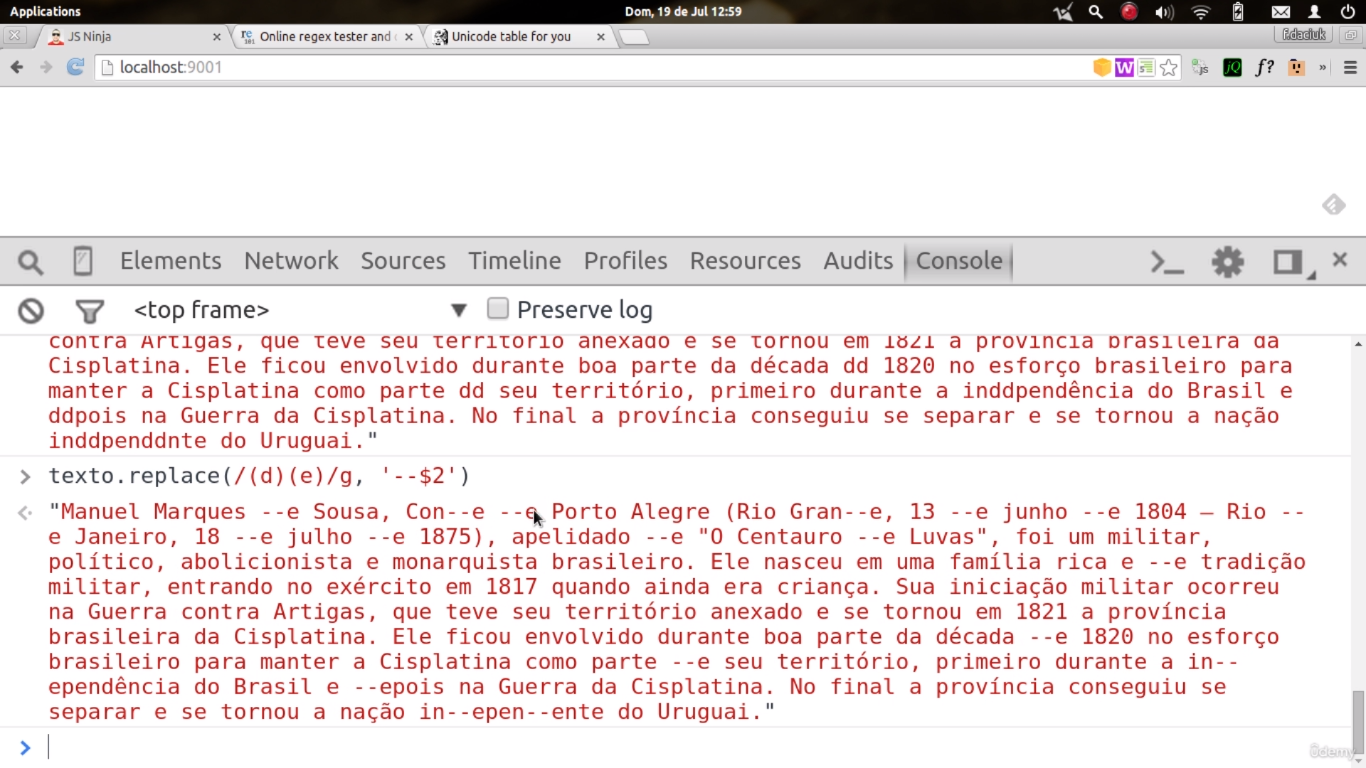 Applications Dom, 19 de Jul 12:59
JS Ninja Online regex tester and Unicode table for you f.daciuk
localhost:9001
Elements Network Sources Timeline Profiles Resources Audits Console
<top frame> Preserve log
contra Artigas, que teve seu território anexado e se tornou em 1821 a província brasileira da
Cisplatina. Ele ficou envolvido durante boa parte da década dd 1820 no esforço brasileiro para
manter a Cisplatina como parte dd seu território, primeiro durante a inddpendência do Brasil e
ddpois na Guerra da Cisplatina. No final a província conseguiu se separar e se tornou a nação
inddpenddnte do Uruguai."
texto.replace(/(d)(e)/g, '--$2')
"Manuel Marques --e Sousa, Con--e --e Porto Alegre (Rio Gran--e, 13 --e junho --e 1804 — Rio --
e Janeiro, 18 --e julho --e 1875), apelidado --e "O Centauro --e Luvas", foi um militar,
político, abolicionista e monarquista brasileiro. Ele nasceu em uma família rica e --e tradição
militar, entrando no exército em 1817 quando ainda era criança. Sua iniciação militar ocorreu
na Guerra contra Artigas, que teve seu território anexado e se tornou em 1821 a província
brasileira da Cisplatina. Ele ficou envolvido durante boa parte da década --e 1820 no esforço
brasileiro para manter a Cisplatina como parte --e seu território, primeiro durante a in--
ependência do Brasil e --epois na Guerra da Cisplatina. No final a província conseguiu se
separar e se tornou a nação in--epen--ente do Uruguai."
ûdemy